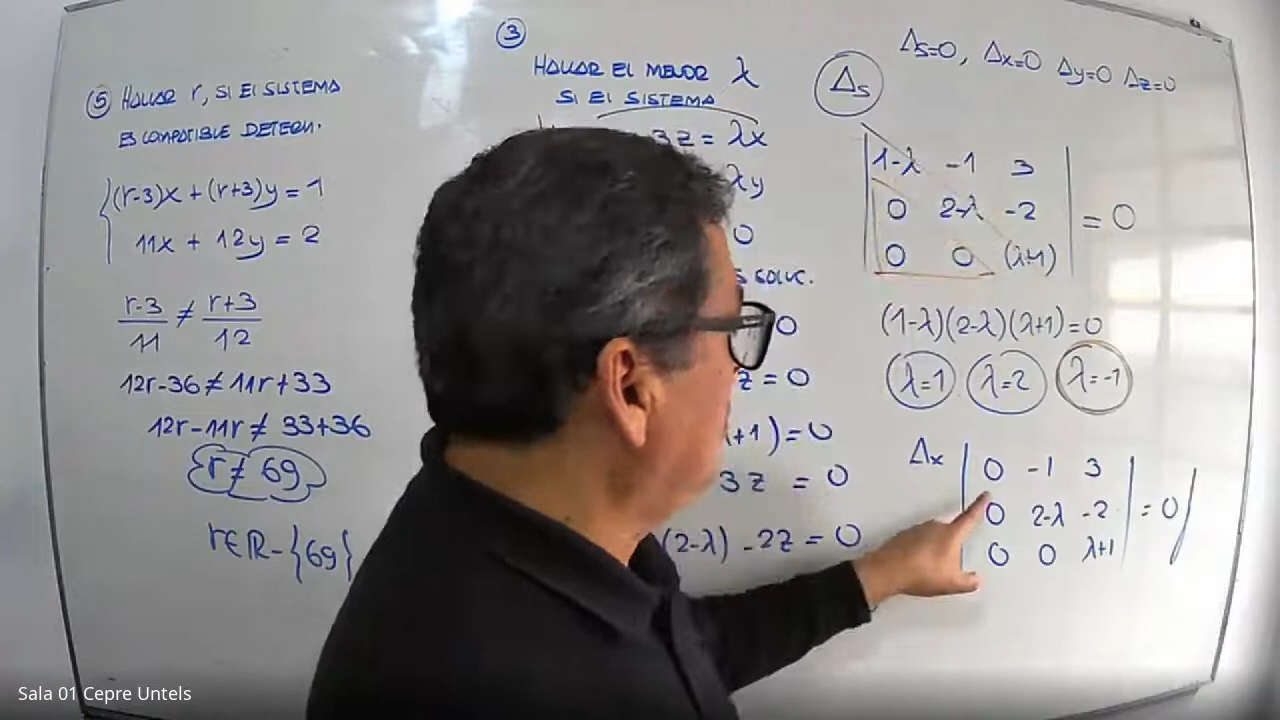 ⑤ HALLAR r, SI EL SISTEMA
ES COMPATIBLE DETERM.
(r-3)x + (r+3)y = 1
11x + 12y = 2
r-3/11 ≠ r+3/12
12r-36 ≠ 11r+33
12r-11r ≠ 33+36
r ≠ 69
r∈R-{69}
③
HALLAR EL MENOR λ
SI EL SISTEMA
3z = λx
λy
0
SOLUC.
0
z = 0
+1) = 0
3z = 0
(2-λ) -2z = 0
Δs=0, Δx=0 Δy=0 Δz=0
Δs
1-λ -1 3
0 2-λ -2 = 0
0 0 (λ+1)
(1-λ)(2-λ)(λ+1)=0
λ=1 λ=2 λ=-1
Δx 0 -1 3
0 2-λ -2 = 0
0 0 λ+1
Sala 01 Cepre Untels